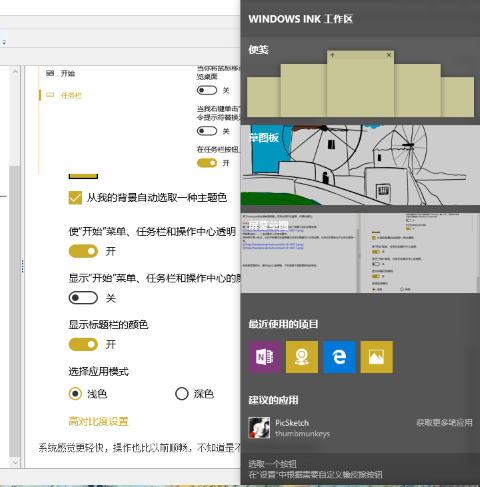 开始
任务栏
当你将鼠标移
览桌面
关
当我右键单击"
令提示符替换
关
在任务栏按钮
开
从我的背景自动选取一种主题色
使"开始"菜单、任务栏和操作中心透明
开
显示"开始"菜单、任务栏和操作中心的颜
关
显示标题栏的颜色
开
选择应用模式
浅色
深色
高对比度设置
系统感觉更轻快，操作也比以前顺畅，不知道是不
WINDOWS INK 工作区
便笺
草图板
屏幕草图
最近使用的项目
建议的应用
PicSketch
获取更多笔应用
thumbmunkeys
选取一个按钮
在"设置"中根据需要自定义橡皮擦按钮